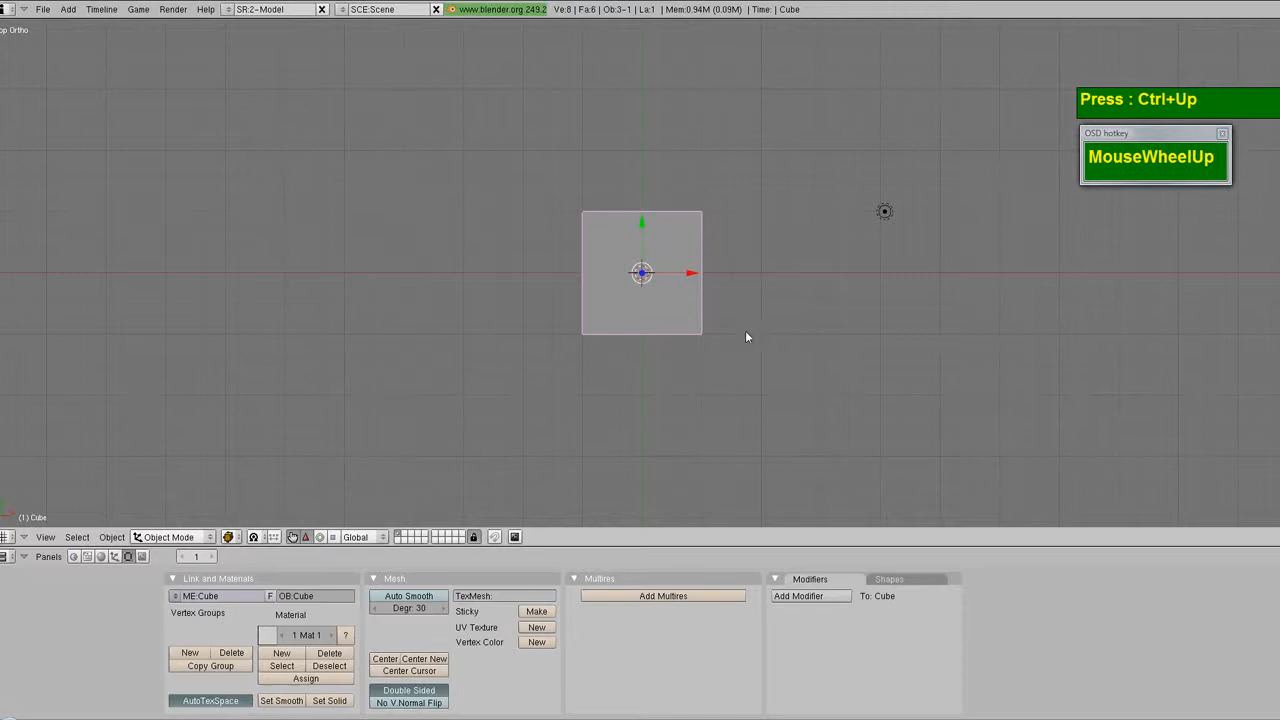 File Add Timeline Game Render Help SR:2-Model SCE:Scene www.blender.org 249.2 Ve:8 | Fa:6 | Ob:3-1 | La:1 | Mem:0.94M (0.09M) | Time: | Cube
op Ortho
Press : Ctrl+Up
OSD hotkey
MouseWheelUp
(1) Cube
View Select Object Object Mode Global
Panels 1
Link and Materials Mesh Multires Modifiers Shapes
ME:Cube F OB:Cube Auto Smooth TexMesh: Add Multires Add Modifier To: Cube
Degr: 30
Vertex Groups Material Sticky Make
UV Texture New
1 Mat 1 ? Vertex Color New
New Delete New Delete Center Center New
Copy Group Select Deselect Center Cursor
Assign
Double Sided
AutoTexSpace Set Smooth Set Solid No V.Normal Flip